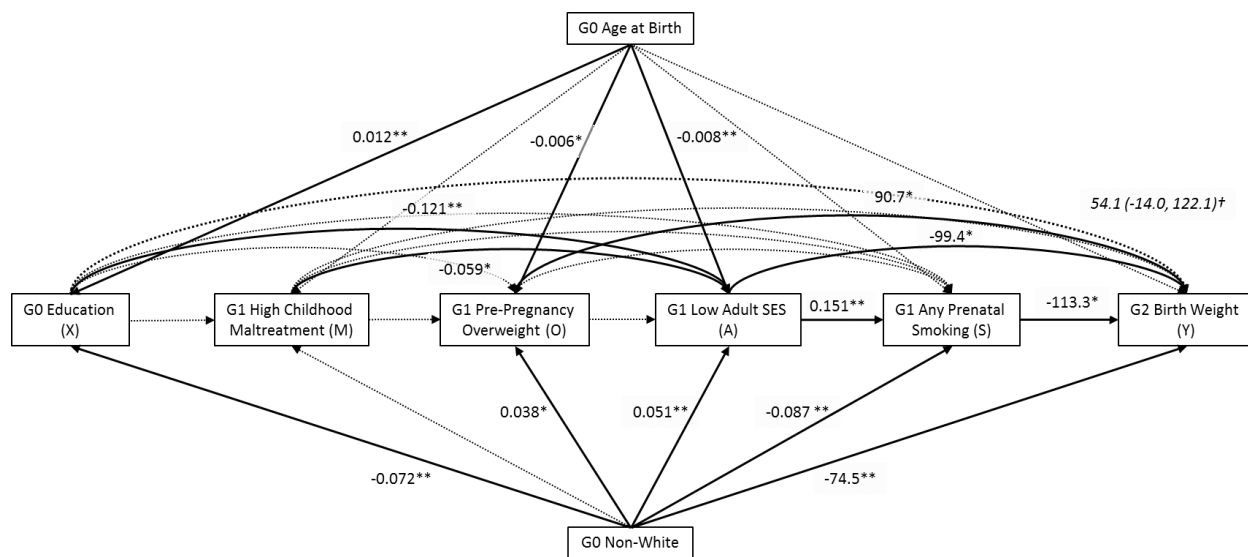 G0 Age at Birth
0.012**
-0.006*
-0.008**
90.7*
54.1 (-14.0, 122.1)†
-0.121**
-99.4*
-0.059*
G0 Education
(X)
G1 High Childhood
Maltreatment (M)
G1 Pre-Pregnancy
Overweight (O)
G1 Low Adult SES
(A)
0.151**
G1 Any Prenatal
Smoking (S)
-113.3*
G2 Birth Weight
(Y)
0.038*
0.051**
-0.087 **
-0.072**
-74.5**
G0 Non-White